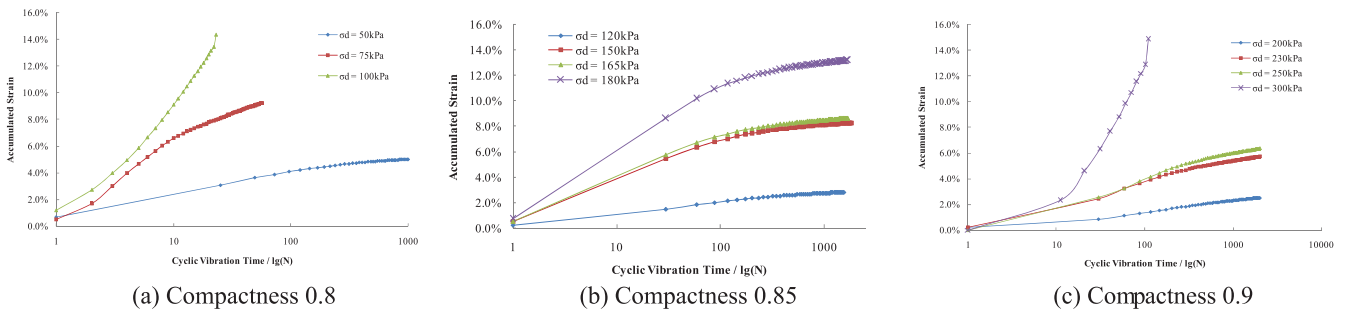 16.0%
14.0%
12.0%
10.0%
8.0%
6.0%
4.0%
2.0%
0.0%
Accumulated Strain
σd = 50kPa
σd = 75kPa
σd = 100kPa
1 10 100 1000
Cyclic Vibration Time / lg(N)
(a) Compactness 0.8
16.0%
14.0%
12.0%
10.0%
8.0%
6.0%
4.0%
2.0%
0.0%
Accumulated Strain
σd = 120kPa
σd = 150kPa
σd = 165kPa
σd = 180kPa
1 10 100 1000
Cyclic Vibration Time / lg(N)
(b) Compactness 0.85
16.0%
14.0%
12.0%
10.0%
8.0%
6.0%
4.0%
2.0%
0.0%
Accumulated Strain
σd = 200kPa
σd = 230kPa
σd = 250kPa
σd = 300kPa
1 10 100 1000 10000
Cyclic Vibration Time / lg(N)
(c) Compactness 0.9